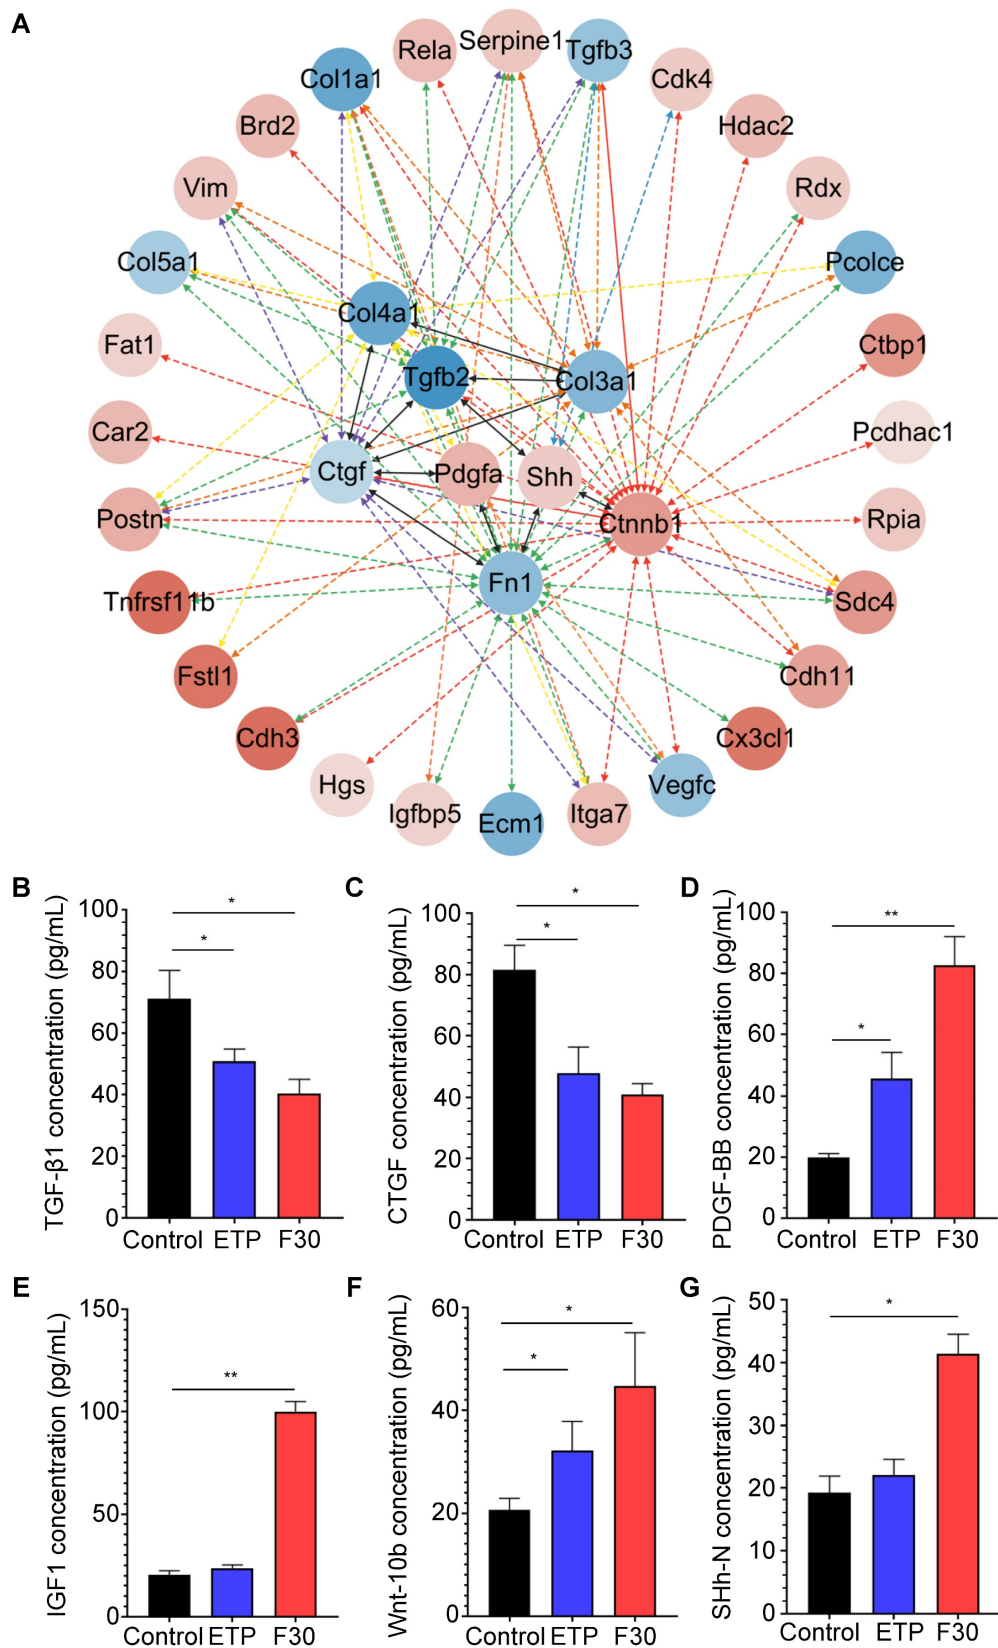 A
Rela
Serpine1
Tgfb3
Col1a1
Cdk4
Brd2
Hdac2
Vim
Rdx
Col5a1
Pcolce
Col4a1
Fat1
Ctbp1
Tgfb2
Col3a1
Car2
Pcdhac1
Ctgf
Pdgfa
Shh
Postn
Ctnnb1
Rpia
Fn1
Tnfrsf11b
Sdc4
Fstl1
Cdh11
Cdh3
Cx3cl1
Hgs
Vegfc
Igfbp5
Ecm1
Itga7
B
TGF-β1 concentration (pg/mL)
100
80
60
40
20
0
*
*
Control ETP F30
C
CTGF concentration (pg/mL)
100
80
60
40
20
0
*
*
Control ETP F30
D
PDGF-BB concentration (pg/mL)
100
80
60
40
20
0
**
*
Control ETP F30
E
IGF1 concentration (pg/mL)
150
100
50
0
**
Control ETP F30
F
Wnt-10b concentration (pg/mL)
60
40
20
0
*
*
Control ETP F30
G
SHh-N concentration (pg/mL)
50
40
30
20
10
0
*
Control ETP F30